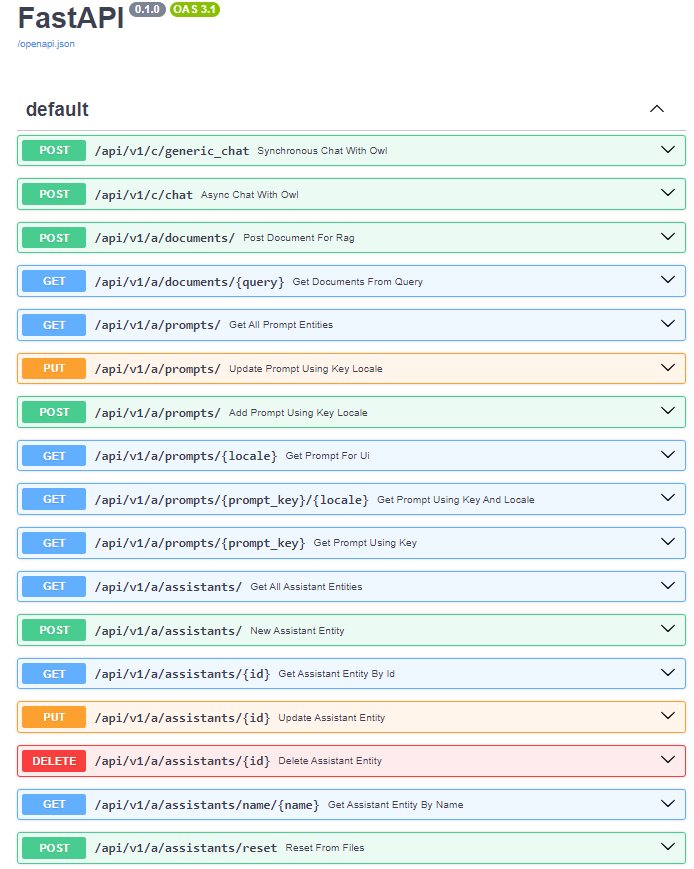 FastAPI 0.1.0 OAS 3.1
/openapi.json
default
POST /api/v1/c/generic_chat Synchronous Chat With Owl
POST /api/v1/c/chat Async Chat With Owl
POST /api/v1/a/documents/ Post Document For Rag
GET /api/v1/a/documents/{query} Get Documents From Query
GET /api/v1/a/prompts/ Get All Prompt Entities
PUT /api/v1/a/prompts/ Update Prompt Using Key Locale
POST /api/v1/a/prompts/ Add Prompt Using Key Locale
GET /api/v1/a/prompts/{locale} Get Prompt For Ui
GET /api/v1/a/prompts/{prompt_key}/{locale} Get Prompt Using Key And Locale
GET /api/v1/a/prompts/{prompt_key} Get Prompt Using Key
GET /api/v1/a/assistants/ Get All Assistant Entities
POST /api/v1/a/assistants/ New Assistant Entity
GET /api/v1/a/assistants/{id} Get Assistant Entity By Id
PUT /api/v1/a/assistants/{id} Update Assistant Entity
DELETE /api/v1/a/assistants/{id} Delete Assistant Entity
GET /api/v1/a/assistants/name/{name} Get Assistant Entity By Name
POST /api/v1/a/assistants/reset Reset From Files